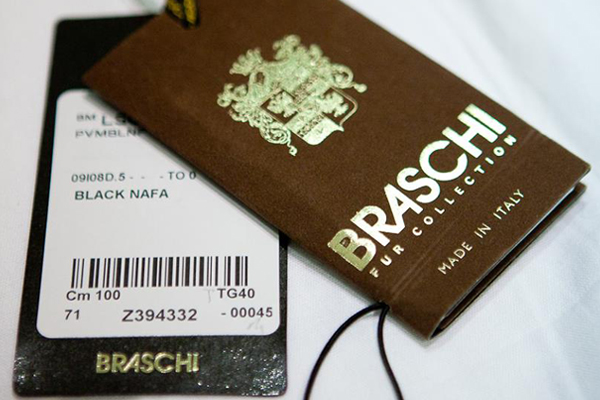 BM
09I08D.5 - - - TO 0
BLACK NAFA
Cm 100 TG40
71 Z394332 - 00045
BRASCHI
BRASCHI
FUR COLLECTION
MADE IN ITALY